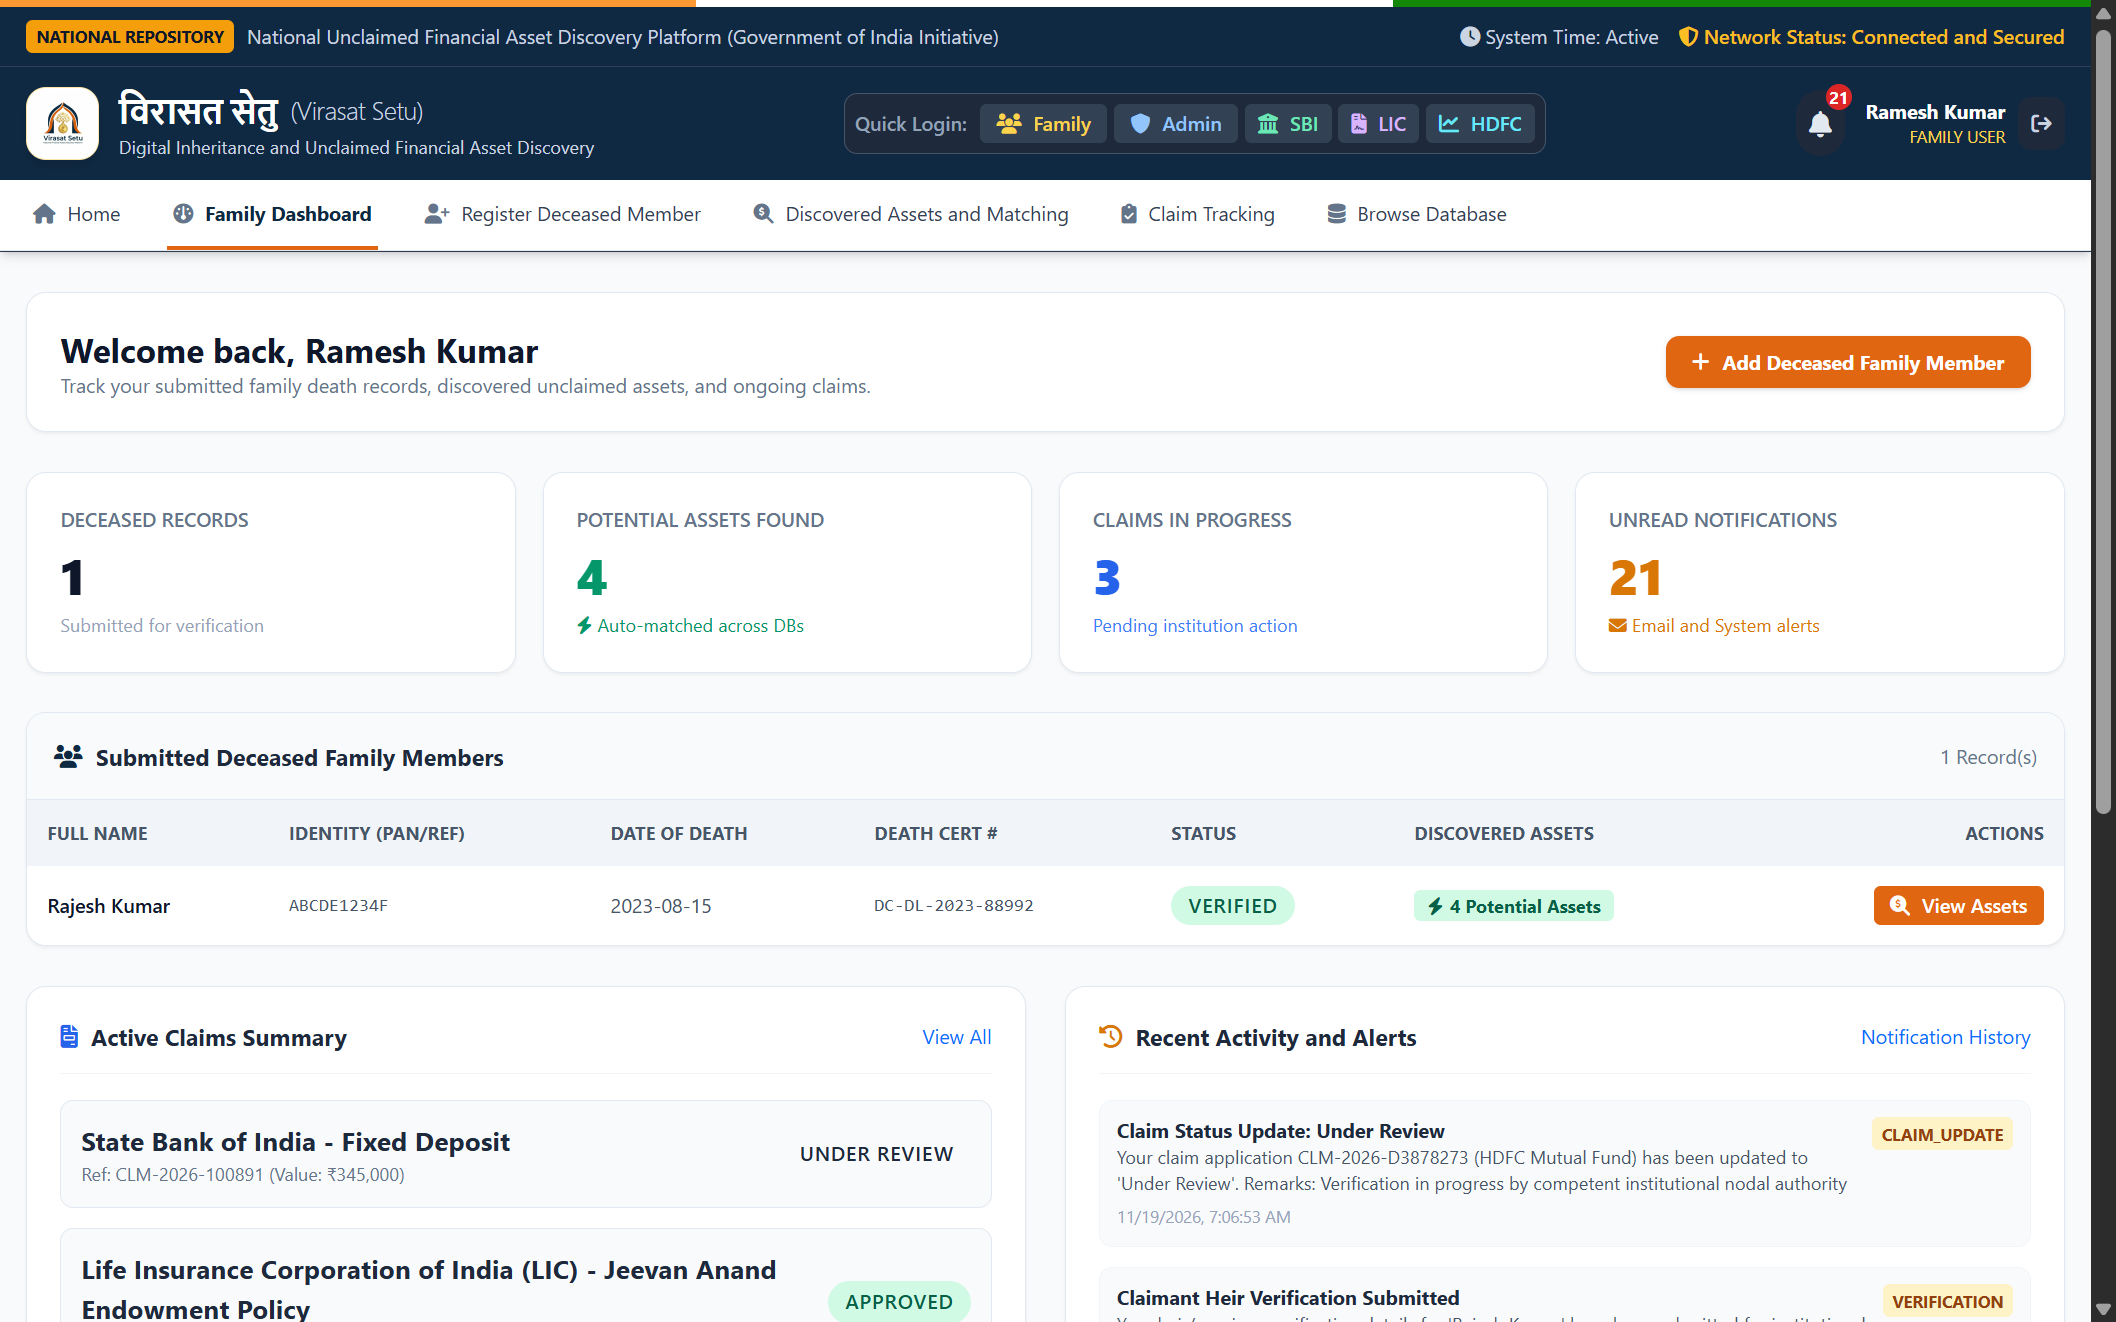 NATIONAL REPOSITORY National Unclaimed Financial Asset Discovery Platform (Government of India Initiative) System Time: Active Network Status: Connected and Secured
Virasat Setu
विरासत सेतु (Virasat Setu)
Digital Inheritance and Unclaimed Financial Asset Discovery
Quick Login: Family Admin SBI LIC HDFC
21
Ramesh Kumar
FAMILY USER
Home Family Dashboard Register Deceased Member Discovered Assets and Matching Claim Tracking Browse Database
Welcome back, Ramesh Kumar
Track your submitted family death records, discovered unclaimed assets, and ongoing claims.
+ Add Deceased Family Member
DECEASED RECORDS
1
Submitted for verification
POTENTIAL ASSETS FOUND
4
Auto-matched across DBs
CLAIMS IN PROGRESS
3
Pending institution action
UNREAD NOTIFICATIONS
21
Email and System alerts
Submitted Deceased Family Members 1 Record(s)
FULL NAME IDENTITY (PAN/REF) DATE OF DEATH DEATH CERT # STATUS DISCOVERED ASSETS ACTIONS
Rajesh Kumar ABCDE1234F 2023-08-15 DC-DL-2023-88992 VERIFIED 4 Potential Assets View Assets
Active Claims Summary View All
State Bank of India - Fixed Deposit
Ref: CLM-2026-100891 (Value: ₹345,000)
UNDER REVIEW
Life Insurance Corporation of India (LIC) - Jeevan Anand
Endowment Policy
APPROVED
Recent Activity and Alerts Notification History
Claim Status Update: Under Review
CLAIM_UPDATE
Your claim application CLM-2026-D3878273 (HDFC Mutual Fund) has been updated to
'Under Review'. Remarks: Verification in progress by competent institutional nodal authority
11/19/2026, 7:06:53 AM
Claimant Heir Verification Submitted
VERIFICATION